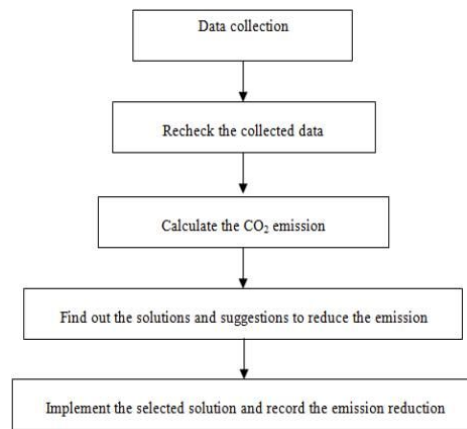 Data collection
Recheck the collected data
Calculate the CO₂ emission
Find out the solutions and suggestions to reduce the emission
Implement the selected solution and record the emission reduction